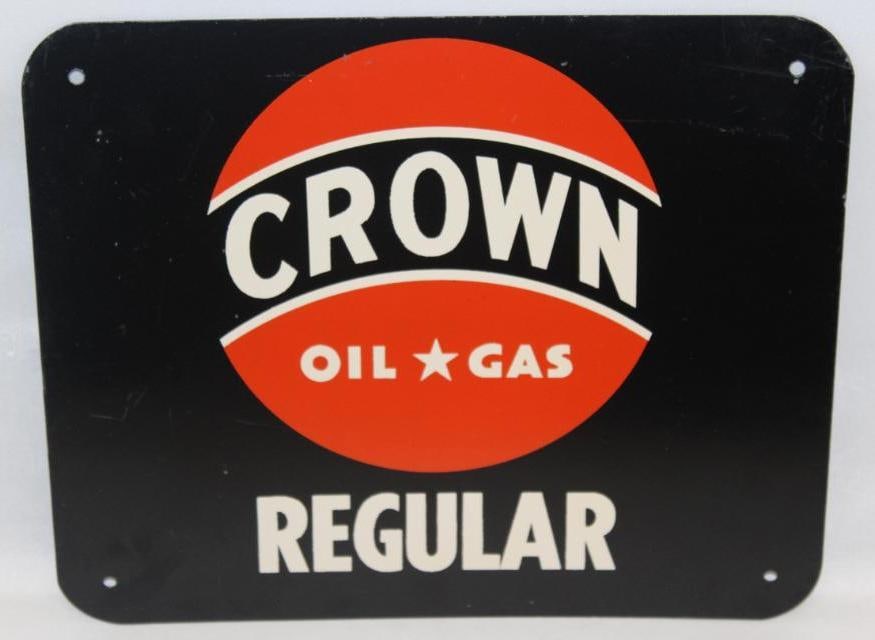 CROWN
OIL ★ GAS
REGULAR